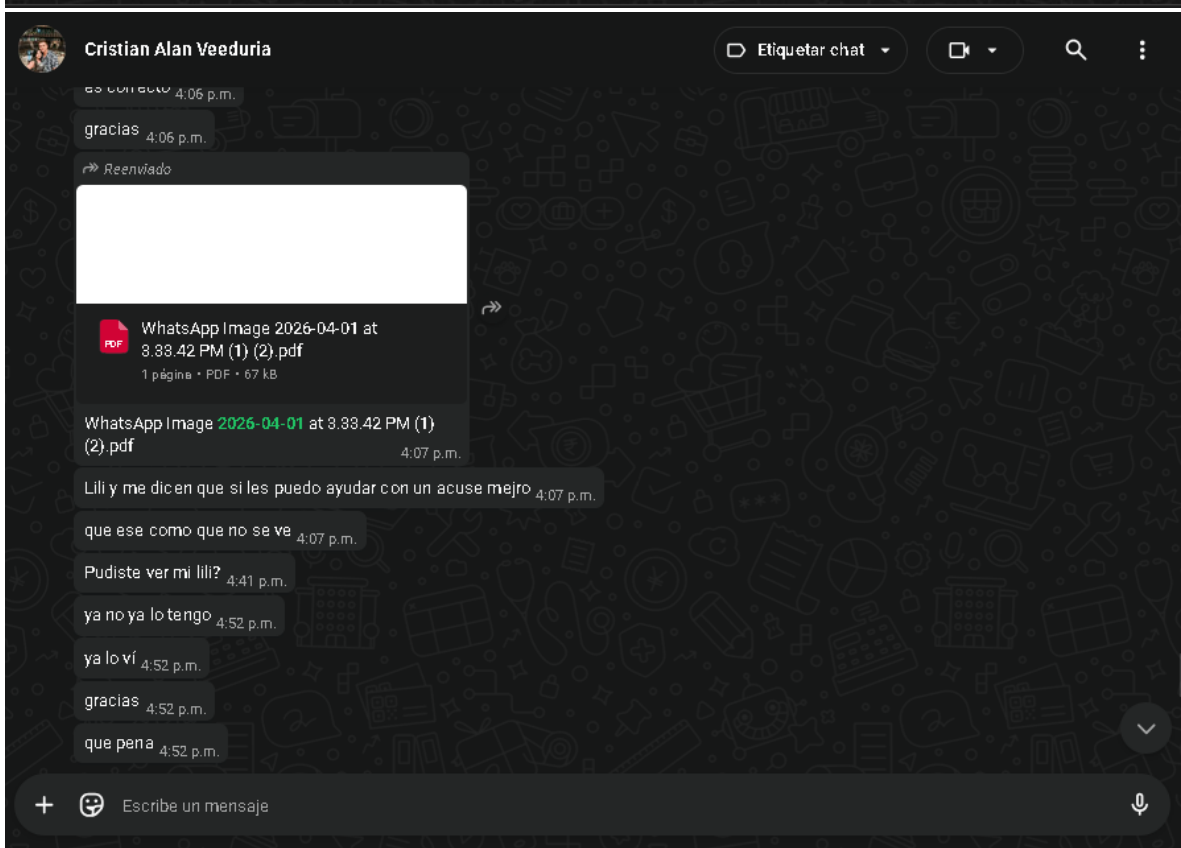 Cristian Alan Veeduria
Etiquetar chat
es correcto 4:06 p.m.
gracias 4:06 p.m.
Reenviado
PDF
WhatsApp Image 2026-04-01 at
3.33.42 PM (1) (2).pdf
1 página • PDF • 67 kB
WhatsApp Image 2026-04-01 at 3.33.42 PM (1)
(2).pdf
4:07 p.m.
Lili y me dicen que si les puedo ayudar con un acuse mejro 4:07 p.m.
que ese como que no se ve 4:07 p.m.
Pudiste ver mi lili? 4:41 p.m.
ya no ya lo tengo 4:52 p.m.
ya lo ví 4:52 p.m.
gracias 4:52 p.m.
que pena 4:52 p.m.
Escribe un mensaje